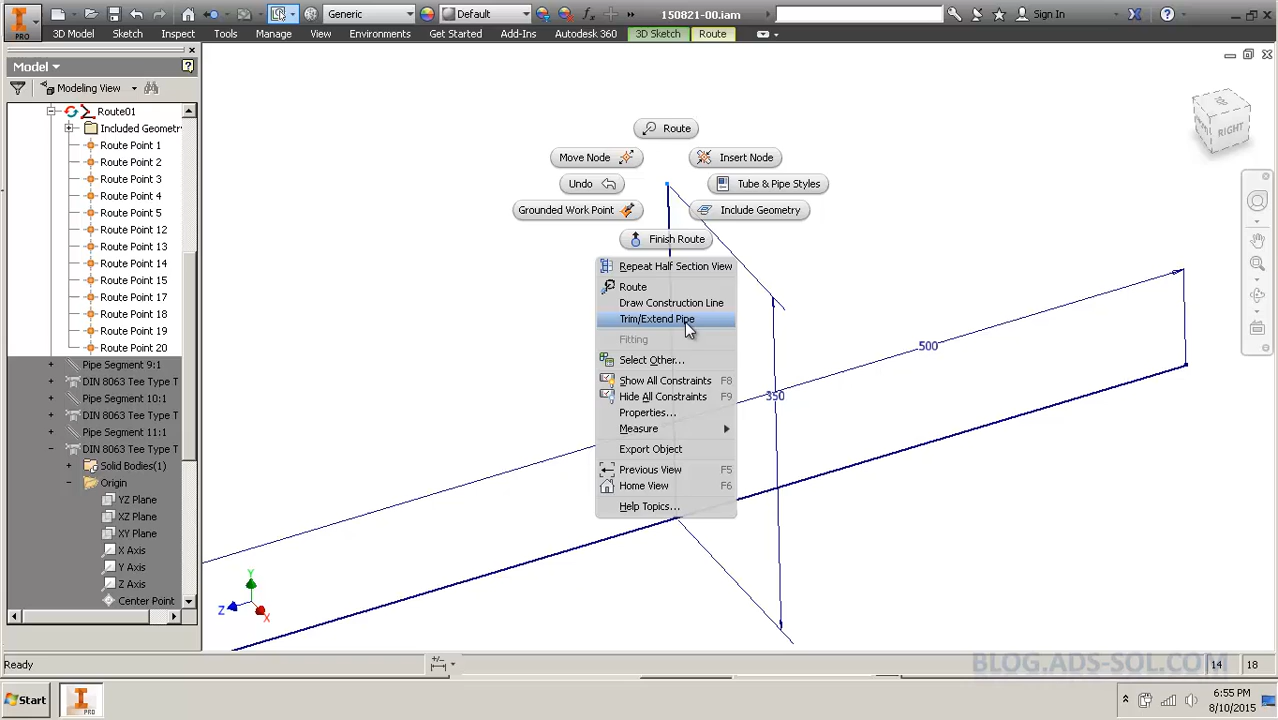 Generic
Default
150821-00.iam
Sign In
PRO
3D Model
Sketch
Inspect
Tools
Manage
View
Environments
Get Started
Add-Ins
Autodesk 360
3D Sketch
Route
Model
Modeling View
Route01
Included Geometry
Route Point 1
Route Point 2
Route Point 3
Route Point 4
Route Point 5
Route Point 12
Route Point 13
Route Point 14
Route Point 15
Route Point 17
Route Point 18
Route Point 19
Route Point 20
Pipe Segment 9:1
DIN 8063 Tee Type T
Pipe Segment 10:1
DIN 8063 Tee Type T
Pipe Segment 11:1
DIN 8063 Tee Type T
Solid Bodies(1)
Origin
YZ Plane
XZ Plane
XY Plane
X Axis
Y Axis
Z Axis
Center Point
Route
Move Node
Insert Node
Undo
Tube & Pipe Styles
Grounded Work Point
Include Geometry
Finish Route
Repeat Half Section View
Route
Draw Construction Line
Trim/Extend Pipe
Fitting
Select Other...
Show All Constraints F8
Hide All Constraints F9
Properties...
Measure
Export Object
Previous View F5
Home View F6
Help Topics...
500
350
RIGHT
Y
Z
X
Ready
14
18
BLOG.ADS-SOL.COM
Start
PRO
6:55 PM
8/10/2015